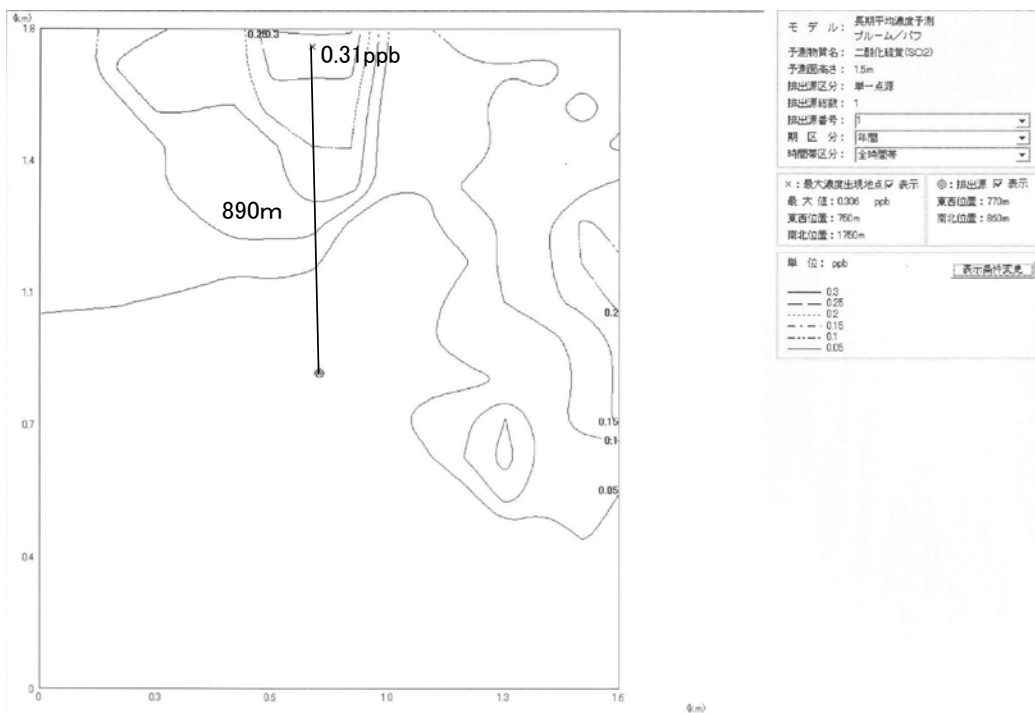 (km)
1.8
0.25
0.3
0.31ppb
1.4
890m
1.1
0.2
0.7
0.15
0.1
0.05
0.4
0
0
0.3
0.5
1.0
1.3
1.6
(km)
モ デ ル： 長期平均濃度予測
プルーム／パフ
予測物質名： 二酸化硫黄(SO2)
予測面高さ： 1.5m
排出源区分： 単一点源
排出源総数： 1
排出源番号： 1
期 区 分： 年間
時間帯区分： 全時間帯
×：最大濃度出現地点 表示
最 大 値：0.306 ppb
東西位置：750m
南北位置：1750m
◎：排出源 表示
東西位置：770m
南北位置：860m
単 位： ppb
表示条件変更
0.3
0.25
0.2
0.15
0.1
0.05